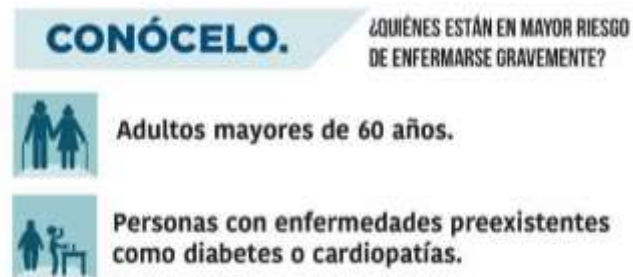 CONÓCELO.
¿QUIÉNES ESTÁN EN MAYOR RIESGO
DE ENFERMARSE GRAVEMENTE?
Adultos mayores de 60 años.
Personas con enfermedades preexistentes
como diabetes o cardiopatías.